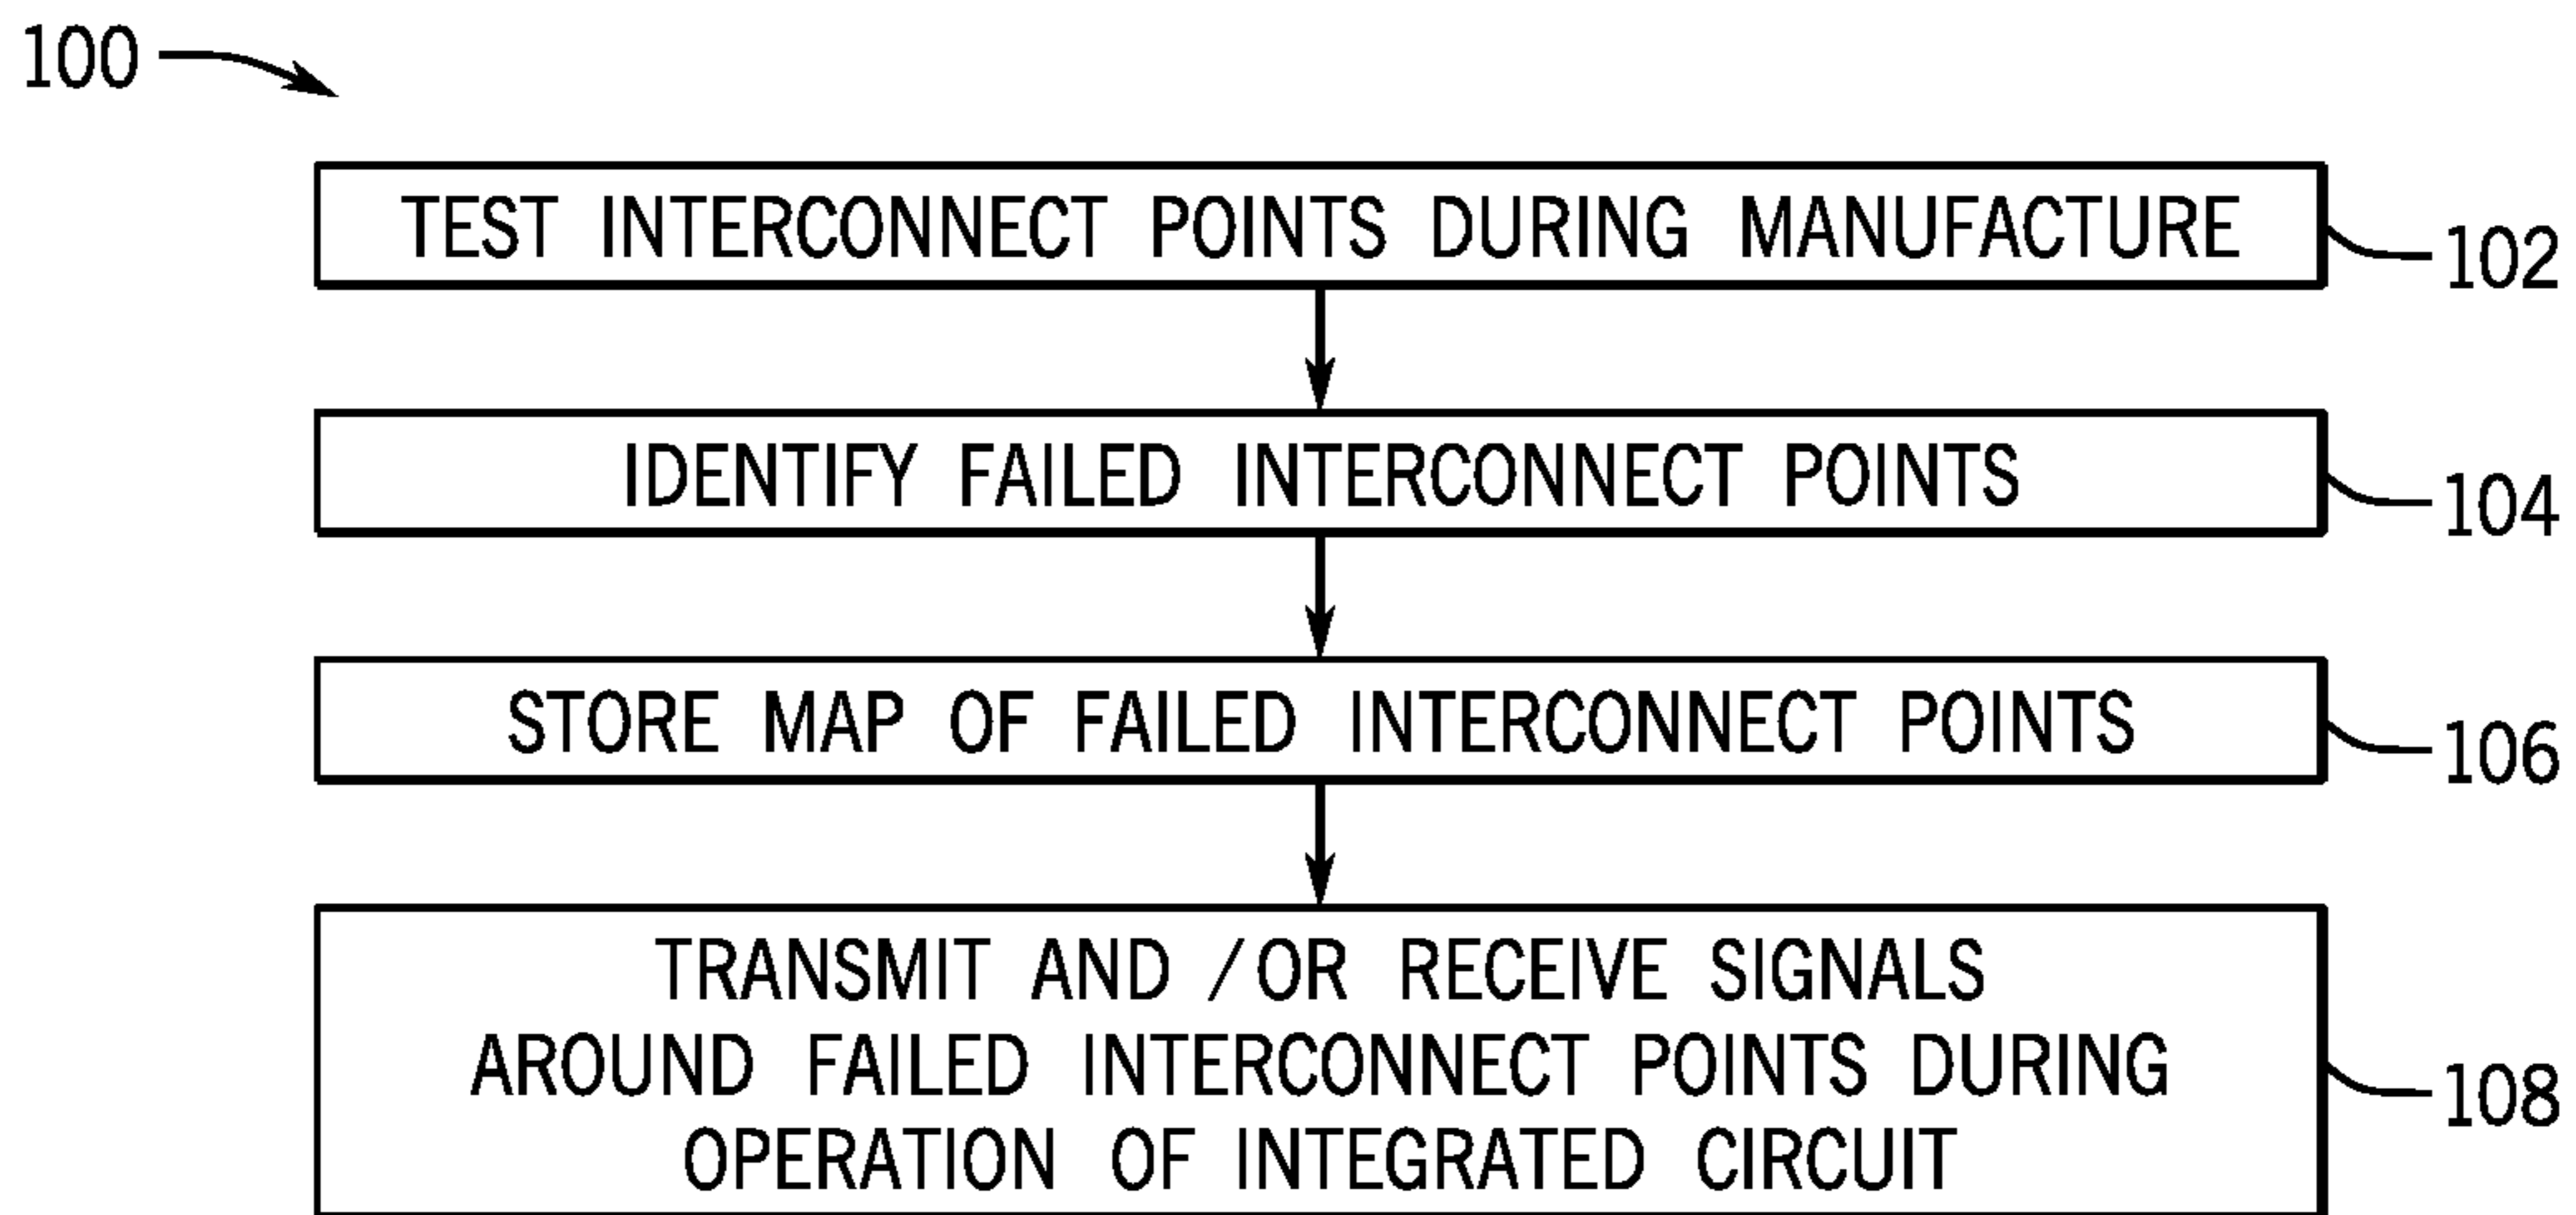 100
TEST INTERCONNECT POINTS DURING MANUFACTURE
102
IDENTIFY FAILED INTERCONNECT POINTS
104
STORE MAP OF FAILED INTERCONNECT POINTS
106
TRANSMIT AND /OR RECEIVE SIGNALS
AROUND FAILED INTERCONNECT POINTS DURING
OPERATION OF INTEGRATED CIRCUIT
108